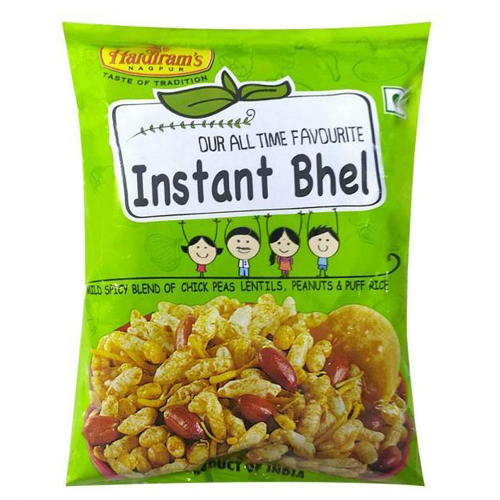 Haldiram's
NAGPUR
TASTE OF TRADITION
OUR ALL TIME FAVOURITE
Instant Bhel
MILD SPICY BLEND OF CHICK PEAS LENTILS, PEANUTS & PUFF RICE
PRODUCT OF INDIA